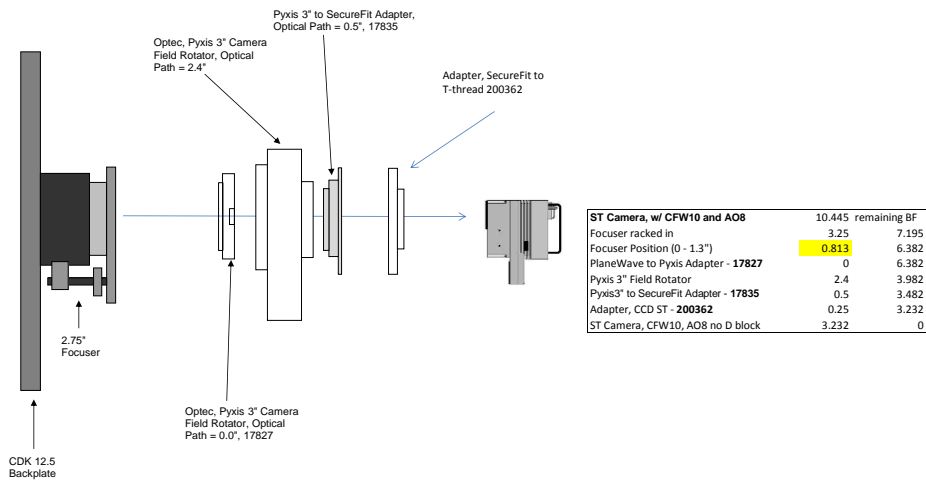 Pyxis 3" to SecureFit Adapter,
Optical Path = 0.5", 17835
Optec, Pyxis 3" Camera
Field Rotator, Optical
Path = 2.4"
Adapter, SecureFit to
T-thread 200362
2.75"
Focuser
Optec, Pyxis 3" Camera
Field Rotator, Optical
Path = 0.0", 17827
CDK 12.5
Backplate
ST Camera, w/ CFW10 and AO8 10.445 remaining BF
Focuser racked in 3.25 7.195
Focuser Position (0 - 1.3") 0.813 6.382
PlaneWave to Pyxis Adapter - 17827 0 6.382
Pyxis 3" Field Rotator 2.4 3.982
Pyxis3" to SecureFit Adapter - 17835 0.5 3.482
Adapter, CCD ST - 200362 0.25 3.232
ST Camera, CFW10, AO8 no D block 3.232 0